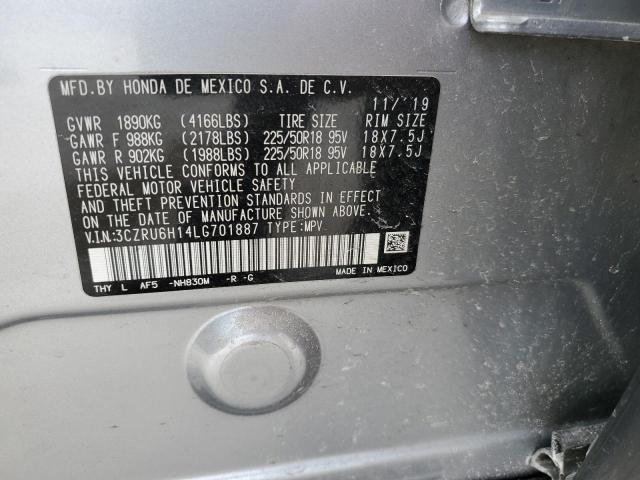 MFD.BY HONDA DE MEXICO S.A. DE C.V.
11/ '19
GVWR 1890KG (4166LBS) TIRE SIZE RIM SIZE
GAWR F 988KG (2178LBS) 225/50R18 95V 18X7.5J
GAWR R 902KG (1988LBS) 225/50R18 95V 18X7.5J
THIS VEHICLE CONFORMS TO ALL APPLICABLE
FEDERAL MOTOR VEHICLE SAFETY
AND THEFT PREVENTION STANDARDS IN EFFECT
ON THE DATE OF MANUFACTURE SHOWN ABOVE.
V.I.N:3CZRU6H14LG701887 TYPE:MPV
THY L AF5 -NH830M -R -G MADE IN MEXICO